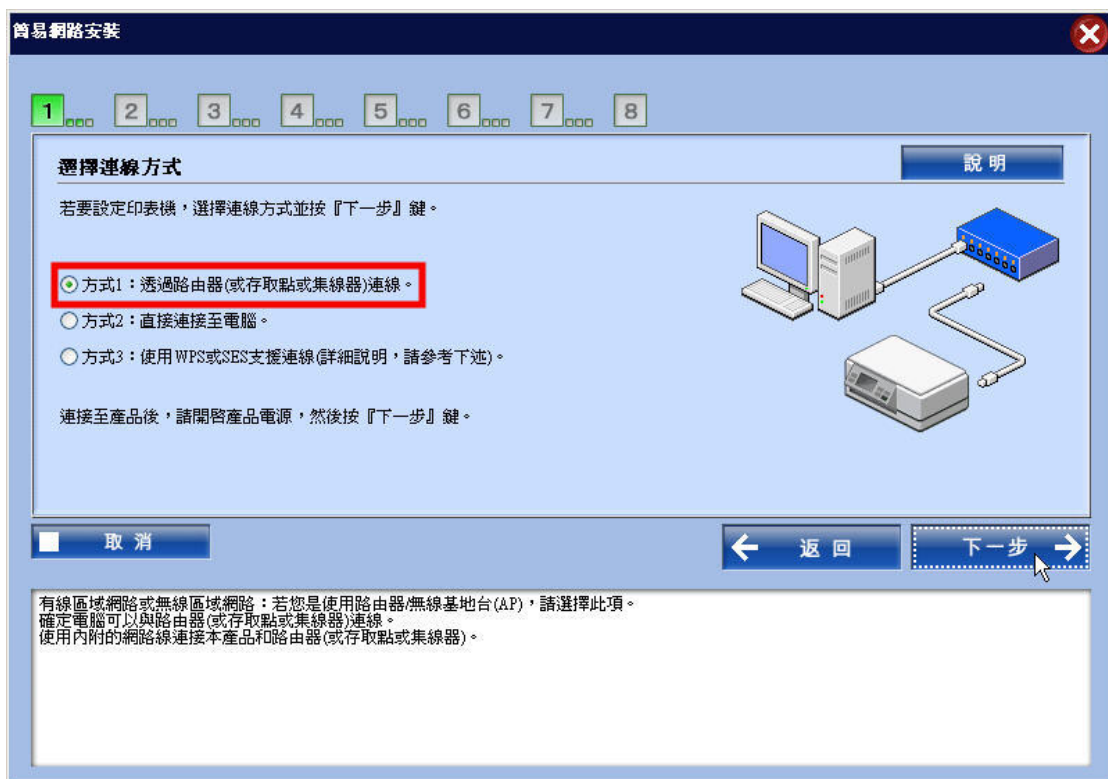 簡易網路安裝
1 2 3 4 5 6 7 8
選擇連線方式
說明
若要設定印表機，選擇連線方式並按『下一步』鍵。
方式1：透過路由器(或存取點或集線器)連線。
方式2：直接連接至電腦。
方式3：使用WPS或SES支援連線(詳細說明，請參考下述)。
連接至產品後，請開啓產品電源，然後按『下一步』鍵。
取消
返回
下一步
有線區域網路或無線區域網路：若您是使用路由器/無線基地台(AP)，請選擇此項。
確定電腦可以與路由器(或存取點或集線器)連線。
使用內附的網路線連接本產品和路由器(或存取點或集線器)。